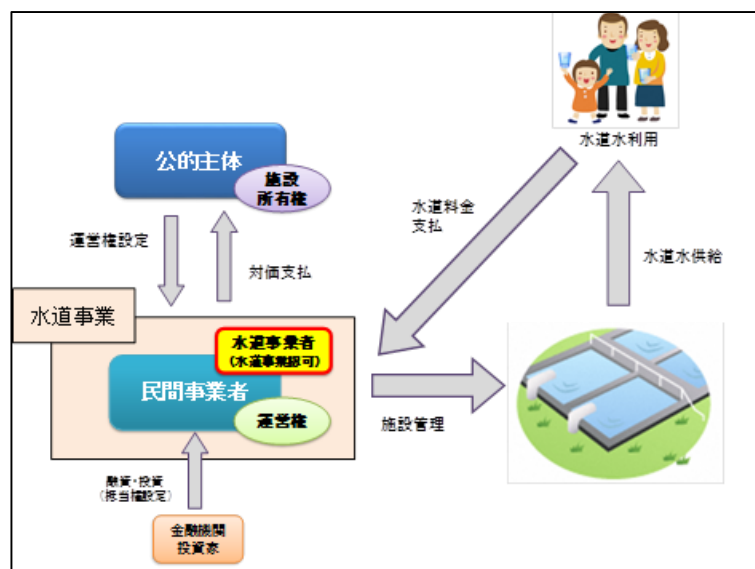 水道水利用
公的主体
施設
所有権
水道料金
支払
運営権設定
対価支払
水道水供給
水道事業
水道事業者
(水道事業認可)
民間事業者
運営権
施設管理
融資・投資
(抵当権設定)
金融機関
投資家